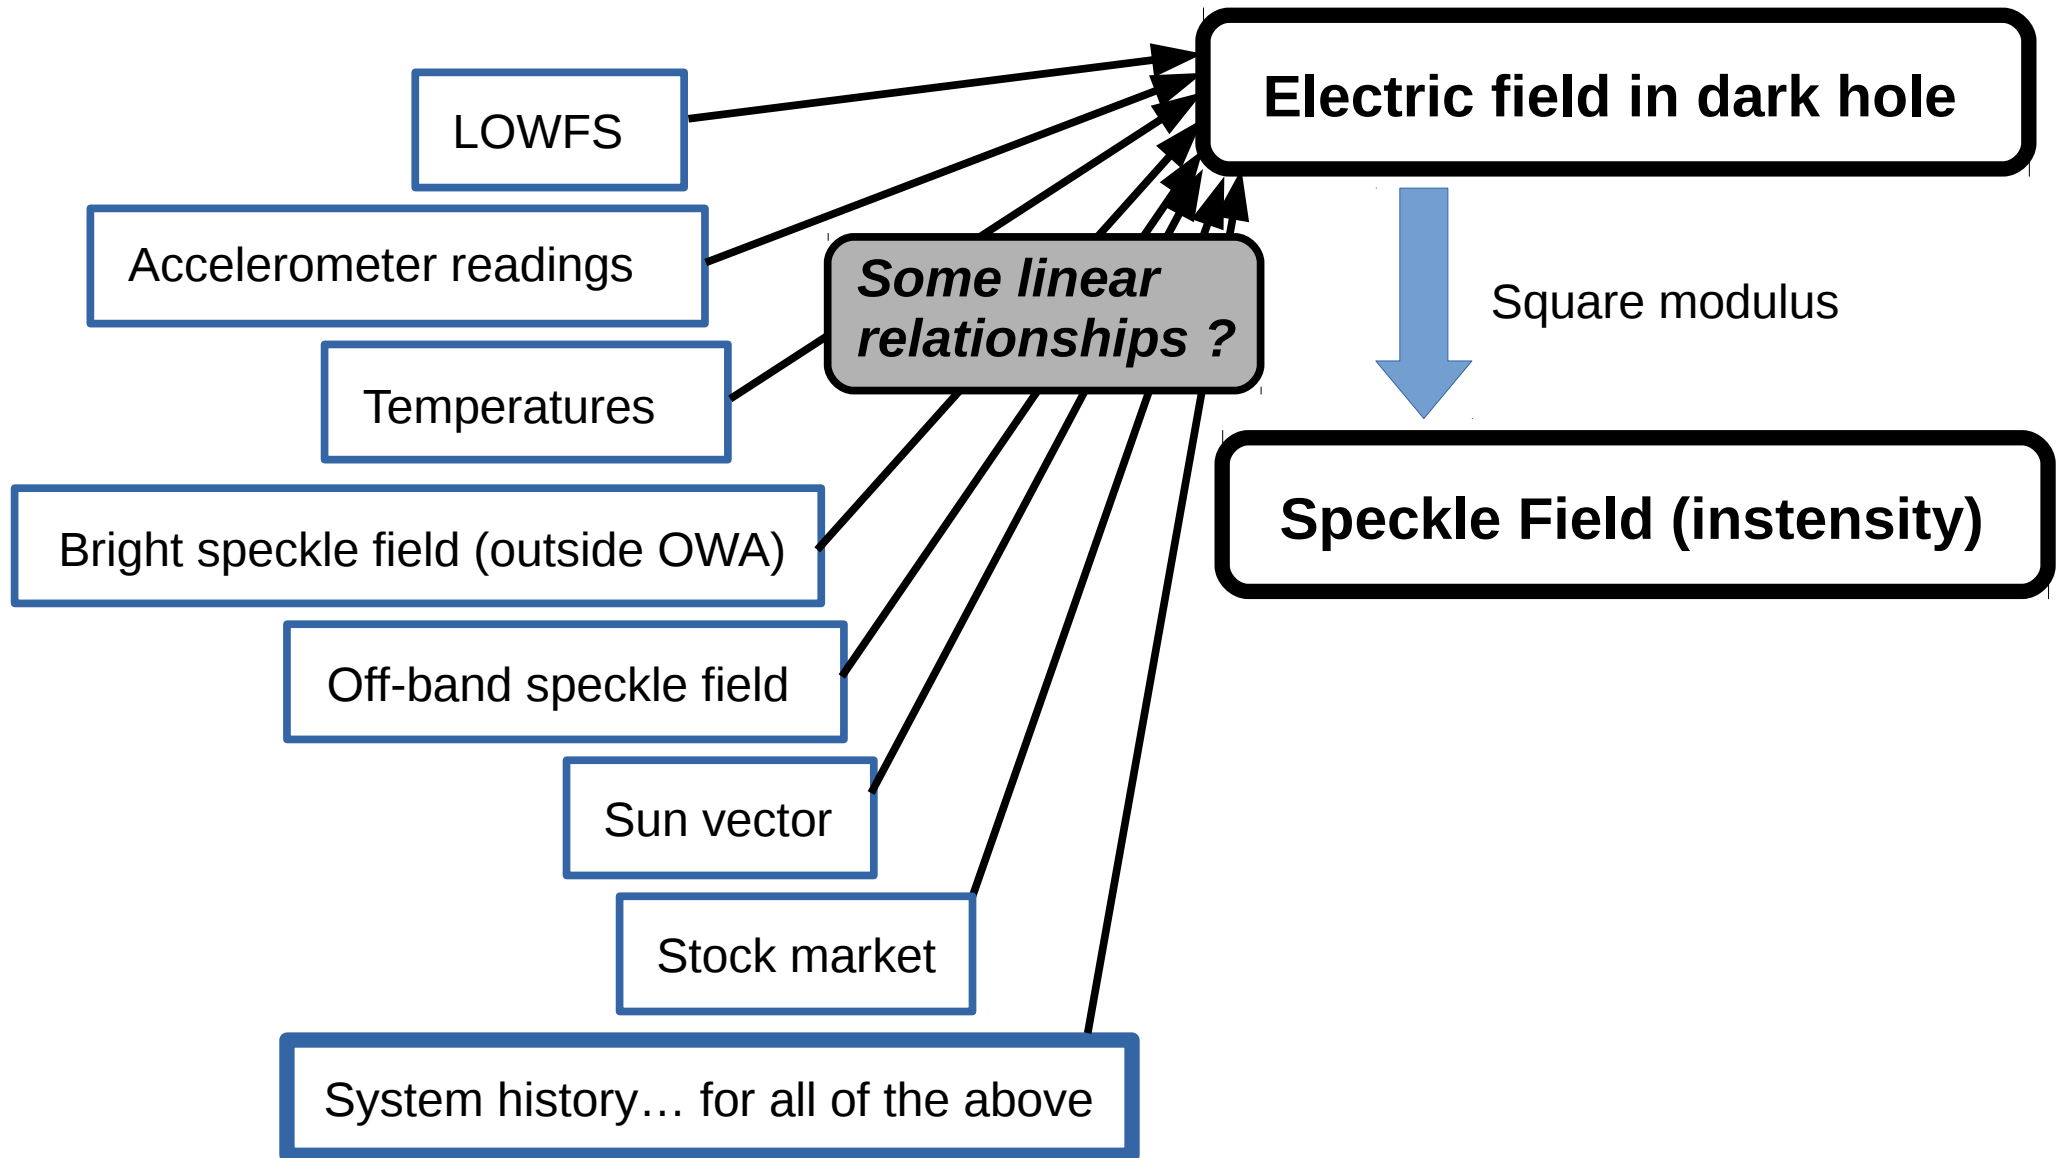 Electric field in dark hole
LOWFS
Accelerometer readings
Some linear
relationships ?
Square modulus
Temperatures
Bright speckle field (outside OWA)
Speckle Field (instensity)
Off-band speckle field
Sun vector
Stock market
System history… for all of the above